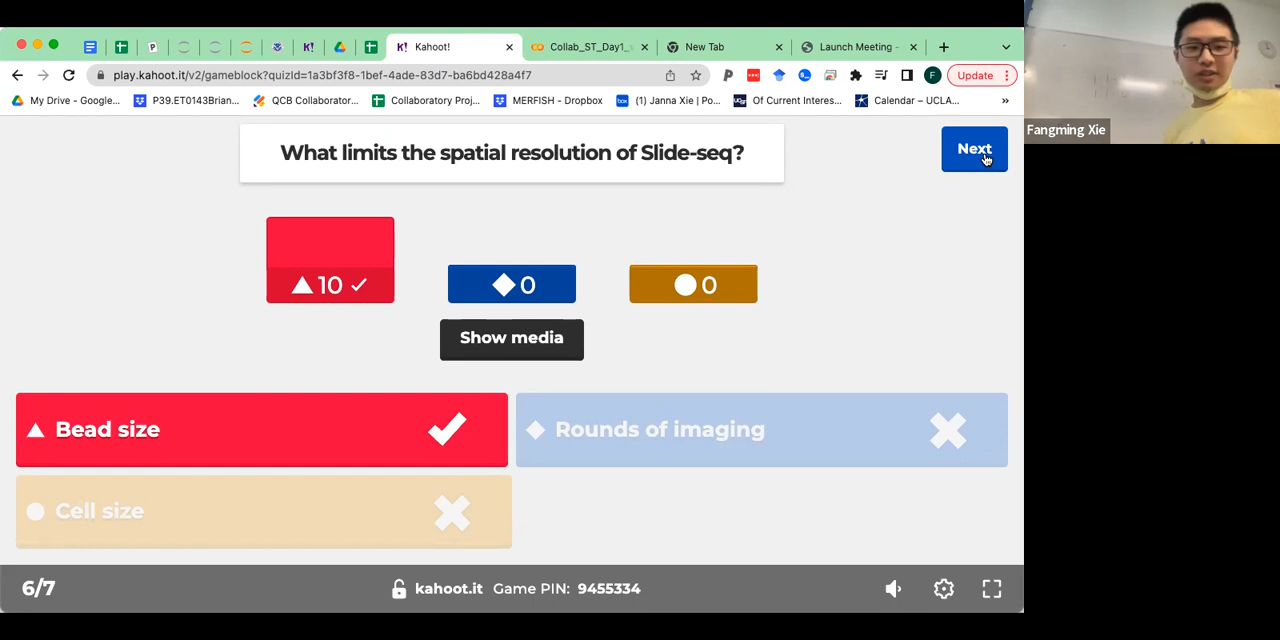 Kahoot!
Collab_ST_Day1_
New Tab
Launch Meeting -
play.kahoot.it/v2/gameblock?quizId=1a3bf3f8-1bef-4ade-83d7-ba6bd428a4f7
Update
My Drive - Google...
P39.ET0143Brian...
QCB Collaborator...
Collaboratory Proj...
MERFISH - Dropbox
(1) Janna Xie | Po...
Of Current Interes...
Calendar – UCLA...
Fangming Xie
What limits the spatial resolution of Slide-seq?
Next
10
0
0
Show media
Bead size
Rounds of imaging
Cell size
6/7
kahoot.it Game PIN: 9455334